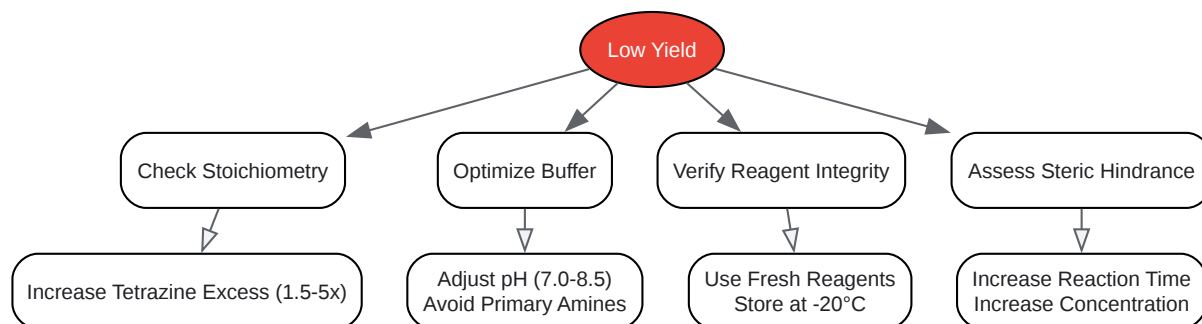 Low Yield
Check Stoichiometry
Optimize Buffer
Verify Reagent Integrity
Assess Steric Hindrance
Increase Tetrazine Excess (1.5-5x)
Adjust pH (7.0-8.5)
Avoid Primary Amines
Use Fresh Reagents
Store at -20°C
Increase Reaction Time
Increase Concentration